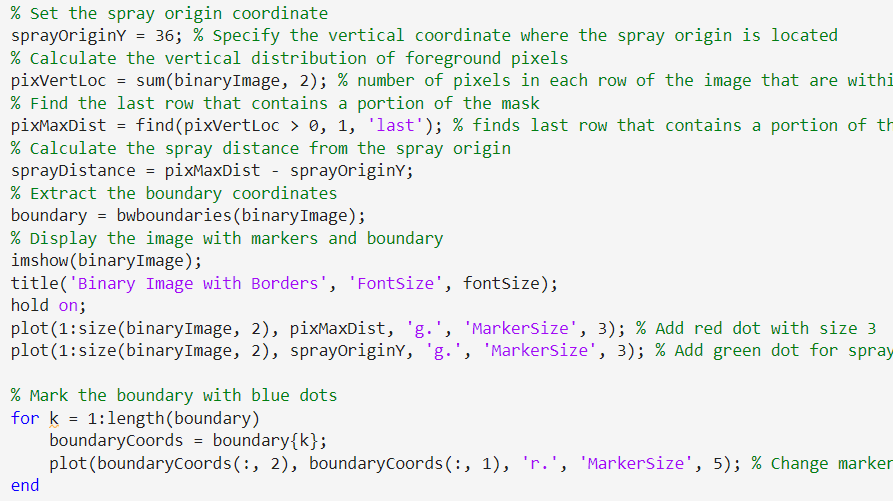 % Set the spray origin coordinate
sprayOriginY = 36; % Specify the vertical coordinate where the spray origin is located
% Calculate the vertical distribution of foreground pixels
pixVertLoc = sum(binaryImage, 2); % number of pixels in each row of the image that are withi
% Find the last row that contains a portion of the mask
pixMaxDist = find(pixVertLoc > 0, 1, 'last'); % finds last row that contains a portion of th
% Calculate the spray distance from the spray origin
sprayDistance = pixMaxDist - sprayOriginY;
% Extract the boundary coordinates
boundary = bwboundaries(binaryImage);
% Display the image with markers and boundary
imshow(binaryImage);
title('Binary Image with Borders', 'FontSize', fontSize);
hold on;
plot(1:size(binaryImage, 2), pixMaxDist, 'g.', 'MarkerSize', 3); % Add red dot with size 3
plot(1:size(binaryImage, 2), sprayOriginY, 'g.', 'MarkerSize', 3); % Add green dot for spray
% Mark the boundary with blue dots
for k = 1:length(boundary)
    boundaryCoords = boundary{k};
    plot(boundaryCoords(:, 2), boundaryCoords(:, 1), 'r.', 'MarkerSize', 5); % Change marker
end